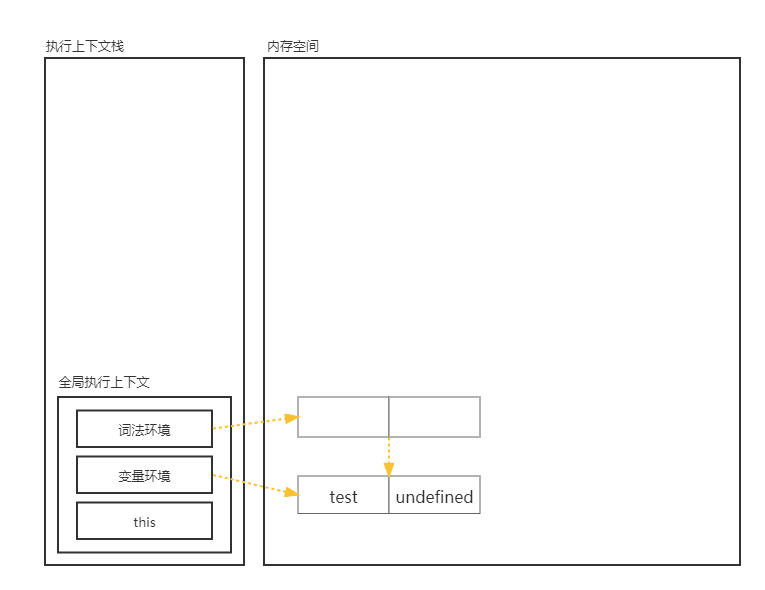 执行上下文栈
内存空间
全局执行上下文
词法环境
变量环境
test
undefined
this